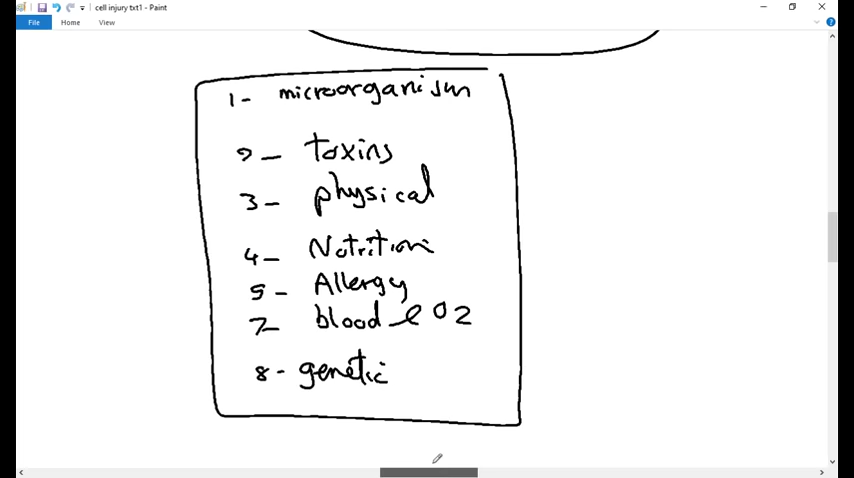 cell injury txt1 - Paint
File Home View
1- microorganism
2- toxins
3- physical
4- Nutrition
5- Allergy
7- blood e O2
8- genetic